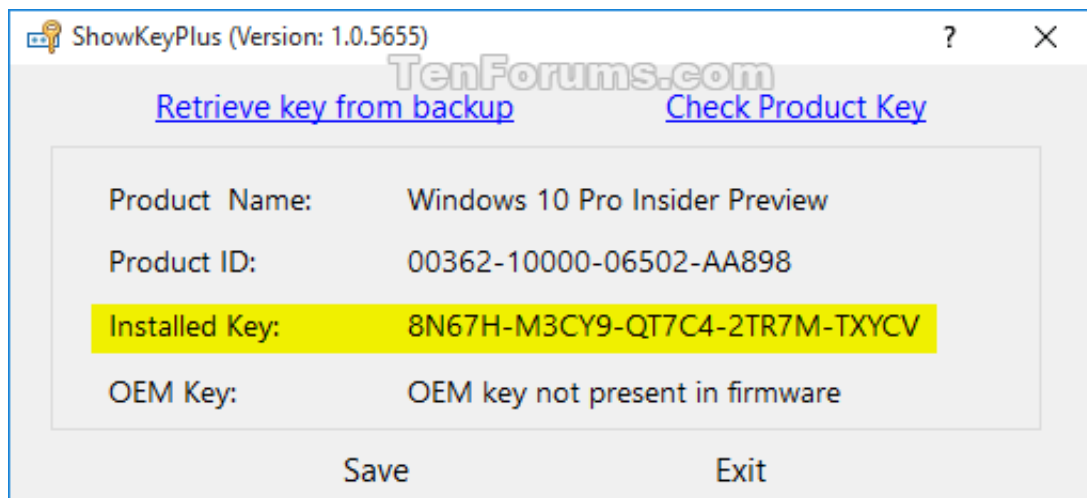 ShowKeyPlus (Version: 1.0.5655) ?
TenForums.com
Retrieve key from backup Check Product Key
Product Name: Windows 10 Pro Insider Preview
Product ID: 00362-10000-06502-AA898
Installed Key: 8N67H-M3CY9-QT7C4-2TR7M-TXYCV
OEM Key: OEM key not present in firmware
Save Exit